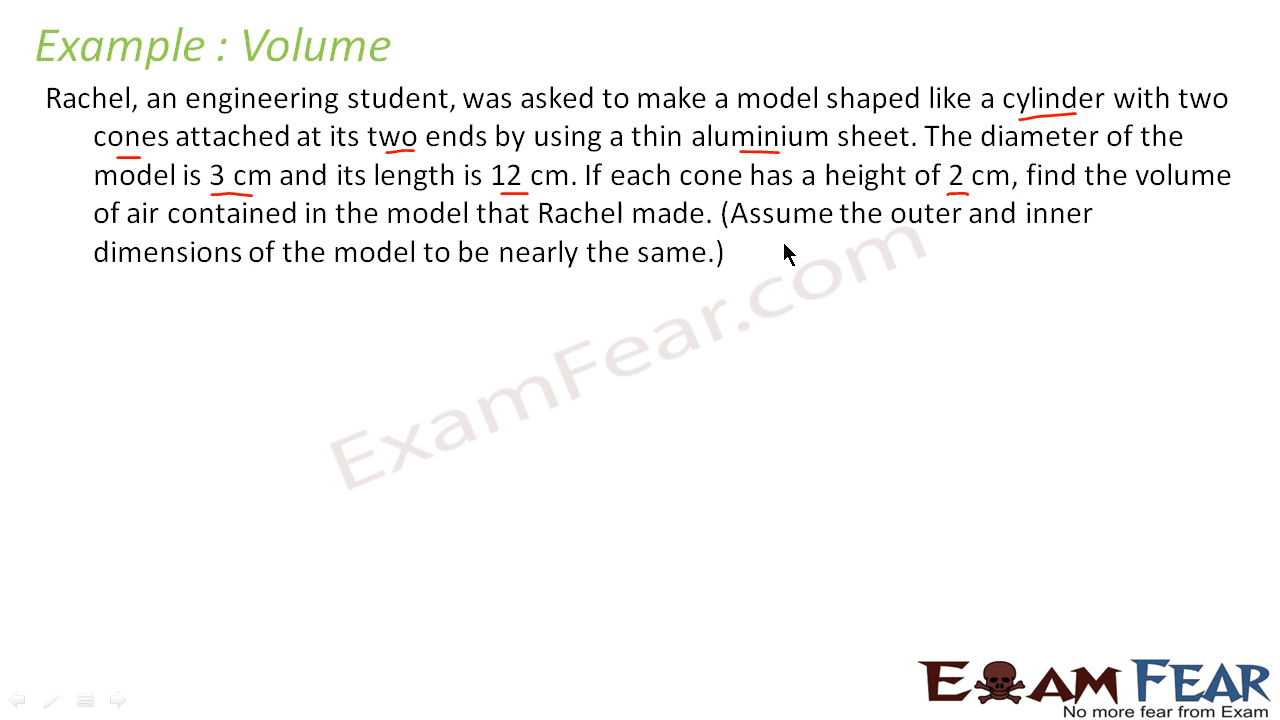 Example : Volume
Rachel, an engineering student, was asked to make a model shaped like a cylinder with two
cones attached at its two ends by using a thin aluminium sheet. The diameter of the
model is 3 cm and its length is 12 cm. If each cone has a height of 2 cm, find the volume
of air contained in the model that Rachel made. (Assume the outer and inner
dimensions of the model to be nearly the same.)
ExamFear.com
EXAM FEAR
No more fear from Exam